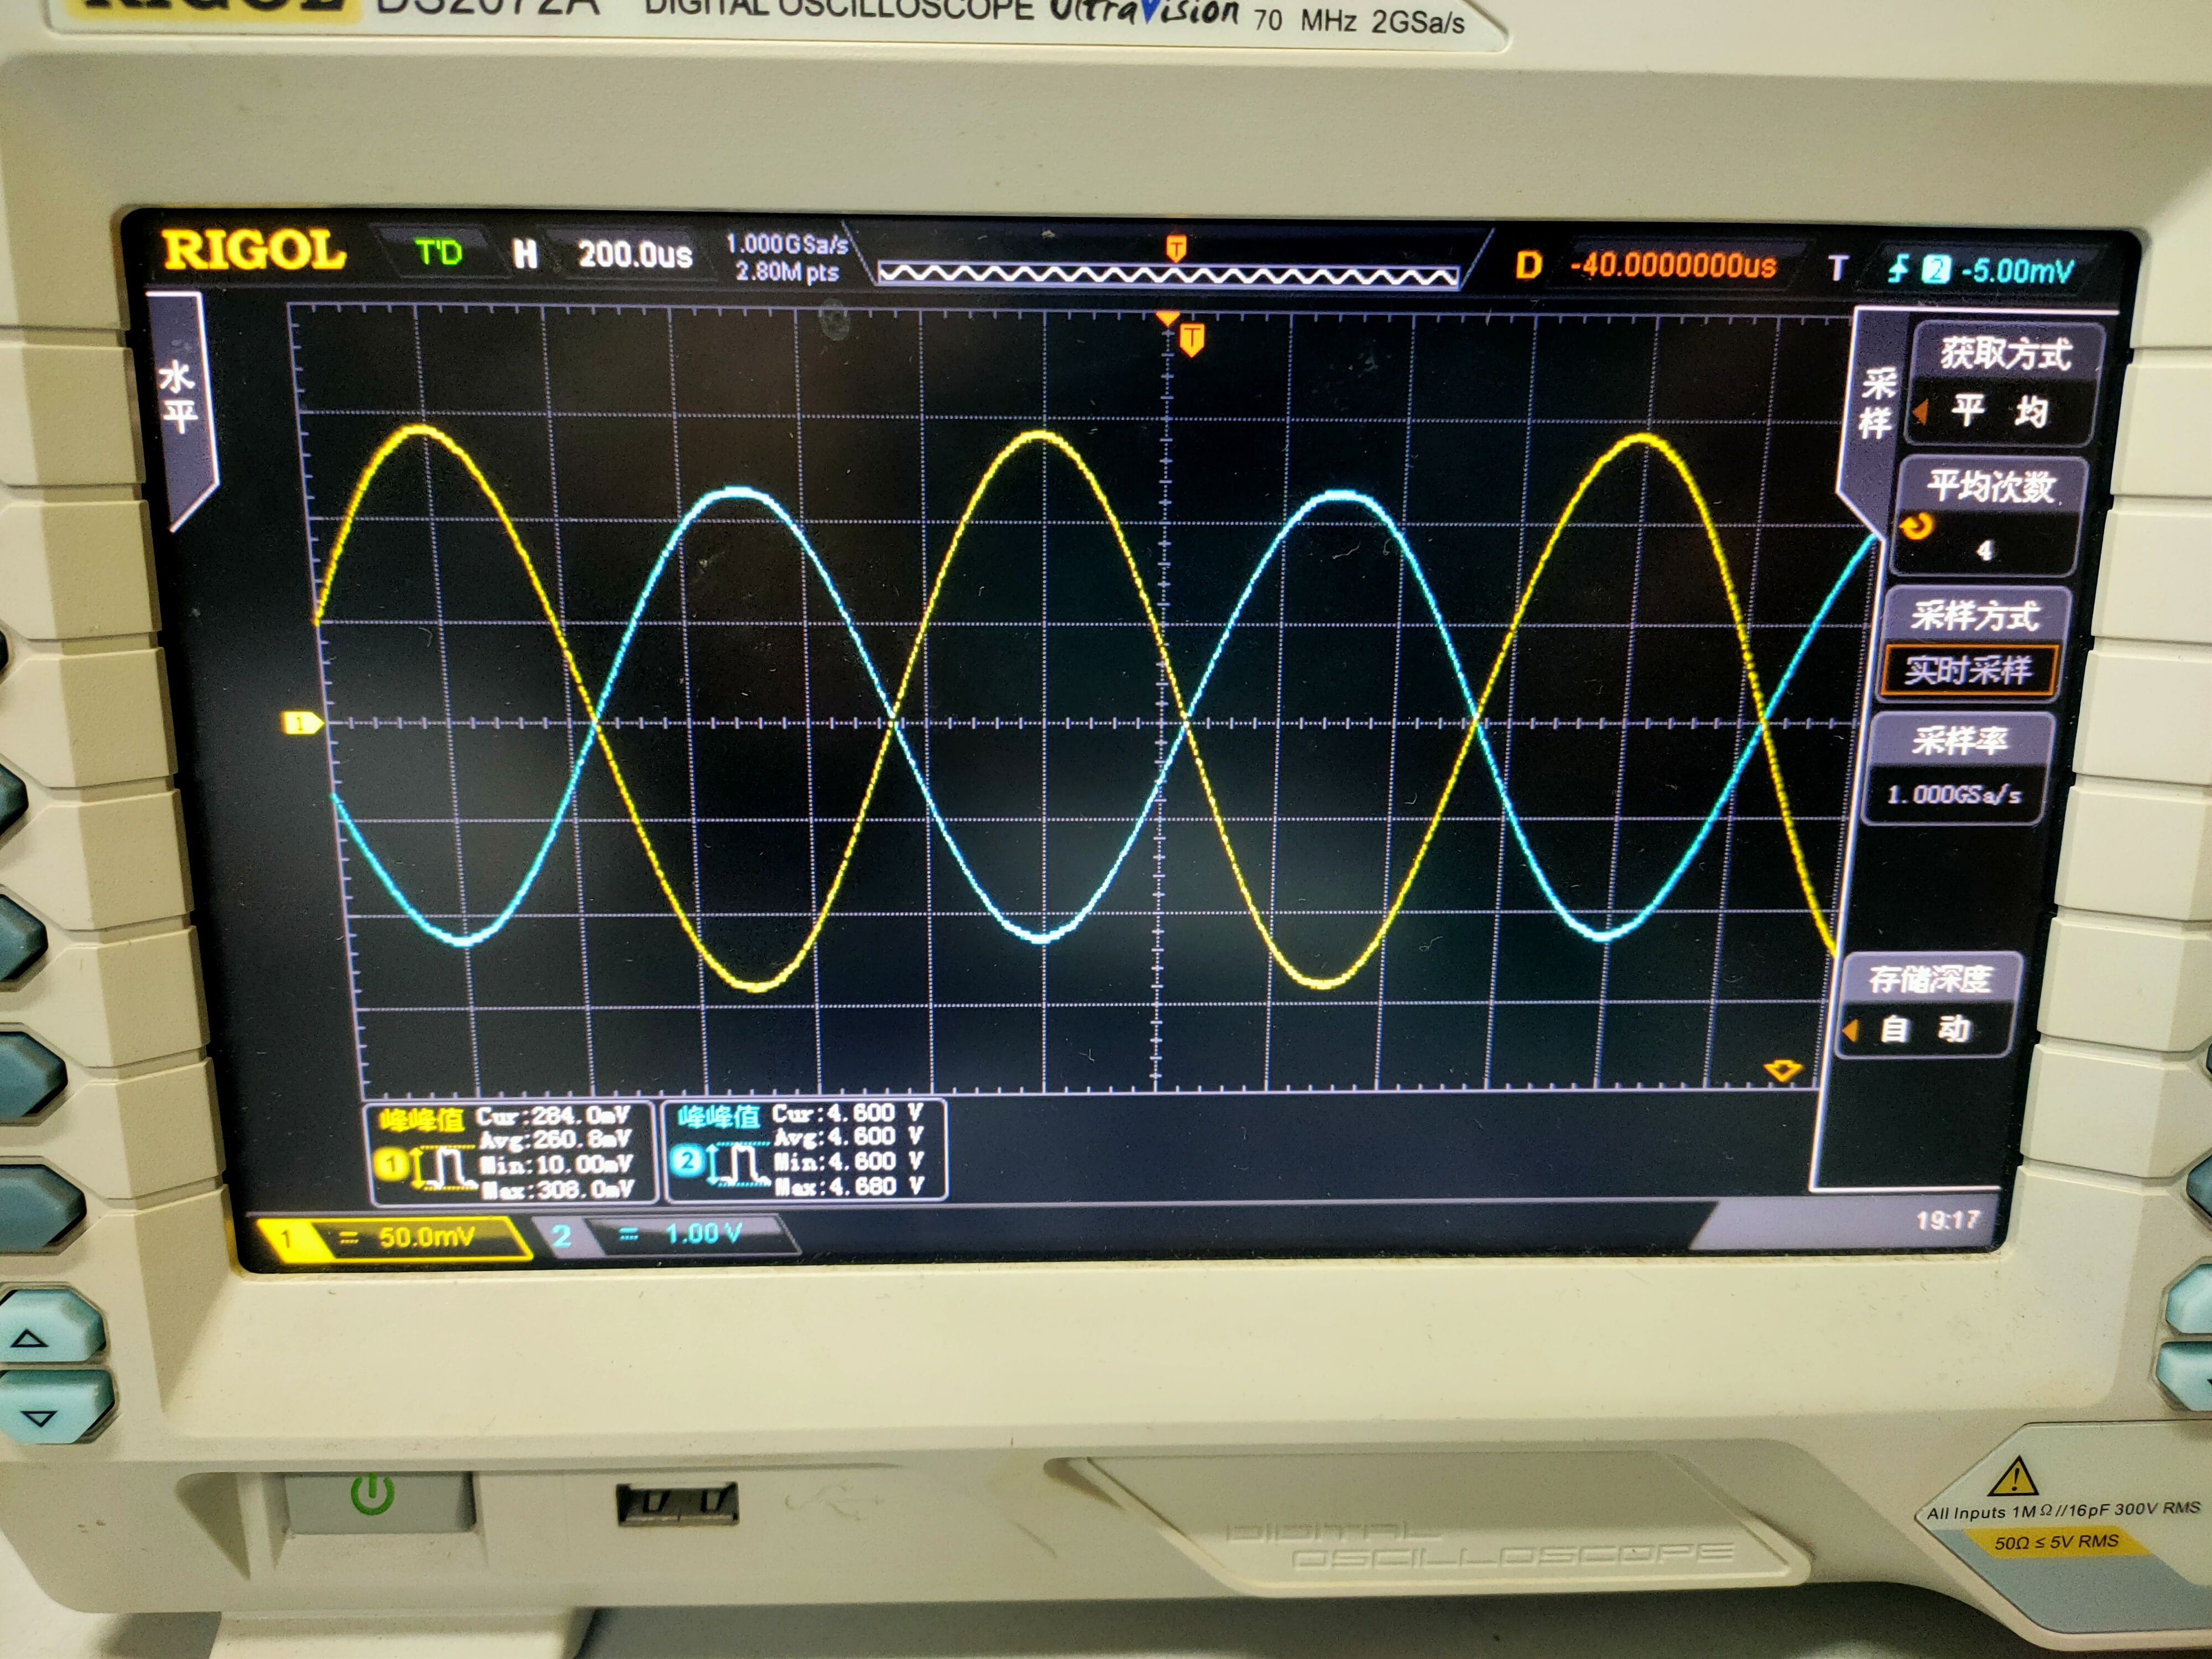 RIGOL DS2072A DIGITAL OSCILLOSCOPE UltraVision 70 MHz 2GSa/s
RIGOL T'D H 200.0us 1.000GSa/s D -40.0000000us T 2 -5.00mV
2.80M pts
T
T
水平
采样
获取方式
平 均
平均次数
4
采样方式
实时采样
采样率
1.000GSa/s
存储深度
自 动
1
峰峰值 Cur:284.0mV
Avg:260.8mV
1 Min:10.00mV
Max:308.0mV
峰峰值 Cur:4.600 V
Avg:4.600 V
2 Min:4.600 V
Max:4.680 V
1 = 50.0mV 2 = 1.00 V
19:17
DIGITAL
OSCILLOSCOPE
All Inputs 1MΩ//16pF 300V RMS
50Ω ≤ 5V RMS